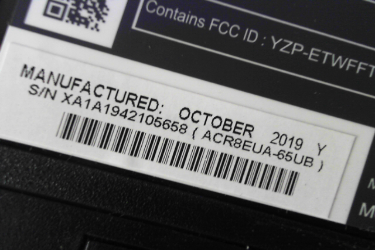 Contains FCC ID : YZP-ETWFFT
MANUFACTURED: OCTOBER 2019 Y
S/N XA1A1942105658 ( ACR8EUA-65UB )